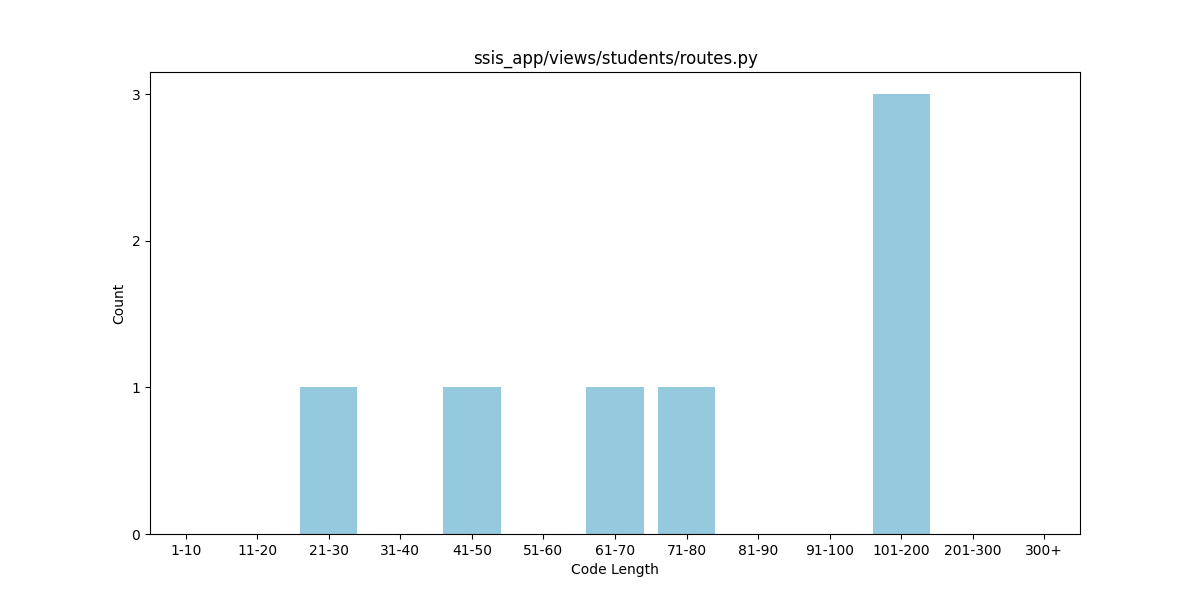 ssis_app/views/students/routes.py
Count
3
2
1
0
1-10 11-20 21-30 31-40 41-50 51-60 61-70 71-80 81-90 91-100 101-200 201-300 300+
Code Length